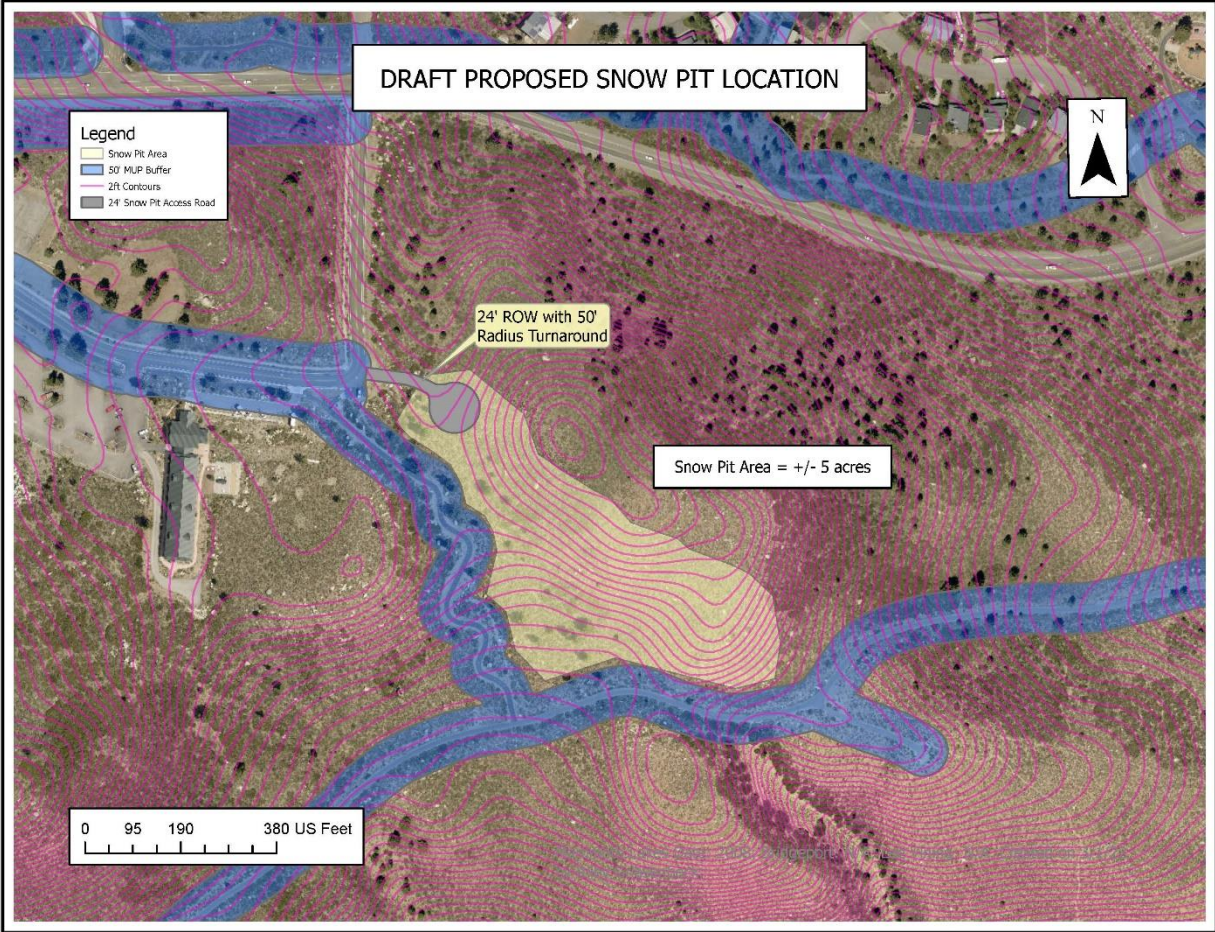 DRAFT PROPOSED SNOW PIT LOCATION
N
Legend
Snow Pit Area
50' MUP Buffer
2ft Contours
24' Snow Pit Access Road
24' ROW with 50'
Radius Turnaround
Snow Pit Area = +/- 5 acres
0 95 190 380 US Feet